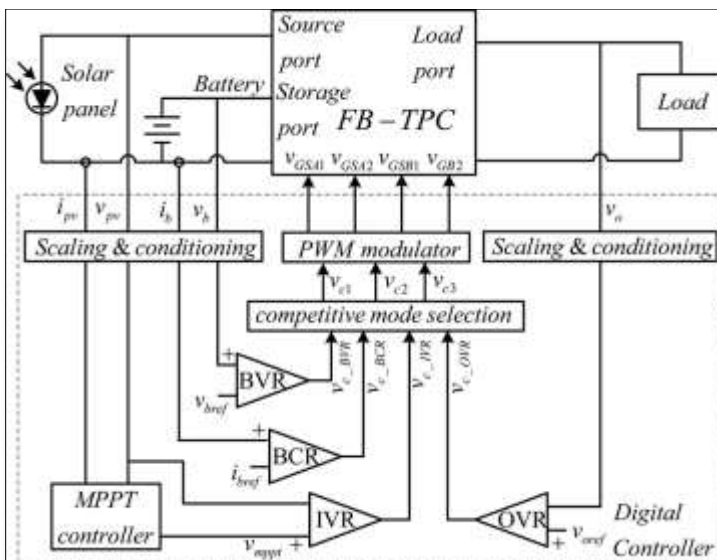 Source port
Load port
Solar panel
Battery
Storage port
FB-TPC
Load
v_GSA1 v_GSA2 v_GSB1 v_GB2
i_pv v_pv i_b v_b
v_o
Scaling & conditioning
PWM modulator
Scaling & conditioning
v_c1 v_c2 v_c3
competitive mode selection
v_c_BVR v_c_BCR v_c_IVR v_c_OVR
+
BVR
v_bref
+
BCR
i_bref
MPPT controller
IVR
v_mppt +
OVR
+ v_oref
Digital Controller